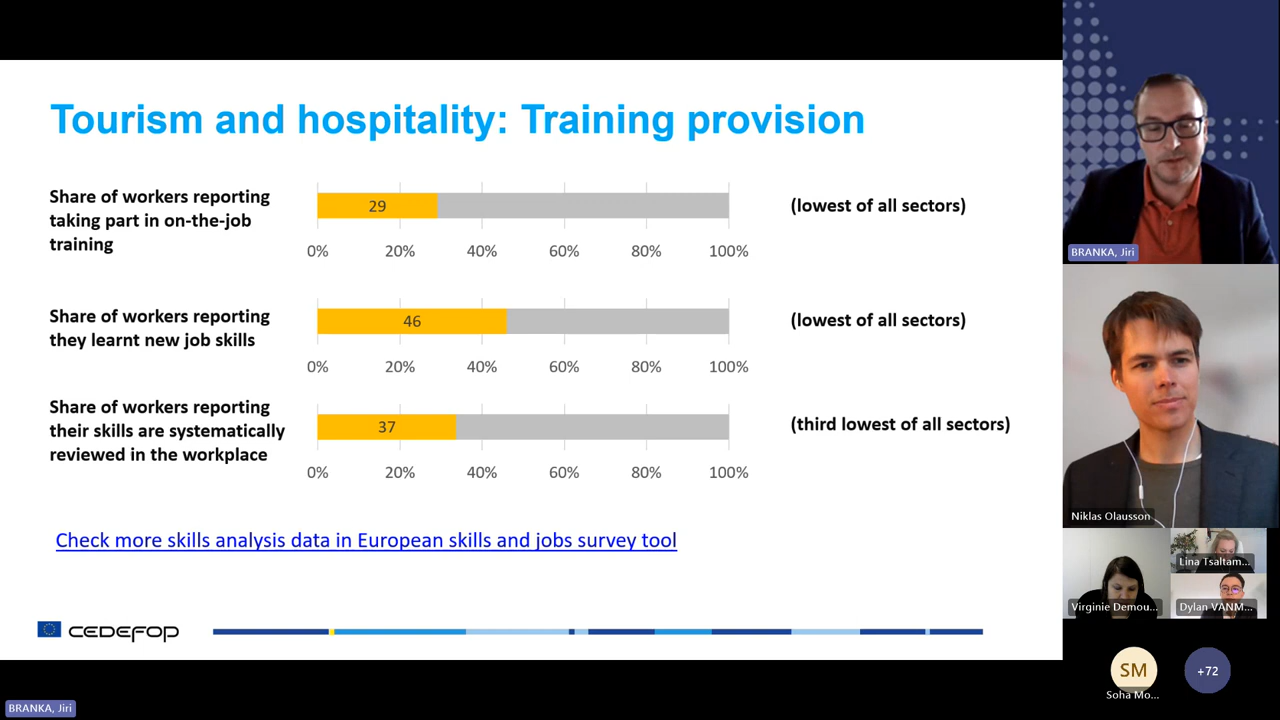 Tourism and hospitality: Training provision
Share of workers reporting
taking part in on-the-job
training
29
0% 20% 40% 60% 80% 100%
(lowest of all sectors)
Share of workers reporting
they learnt new job skills
46
0% 20% 40% 60% 80% 100%
(lowest of all sectors)
Share of workers reporting
their skills are systematically
reviewed in the workplace
37
0% 20% 40% 60% 80% 100%
(third lowest of all sectors)
Check more skills analysis data in European skills and jobs survey tool
CEDEFOP
BRANKA, Jiri
BRANKA, Jiri
Niklas Olausson
Lina Tsaltam...
Virginie Demou...
Dylan VANM...
SM
Soha Mo...
+72